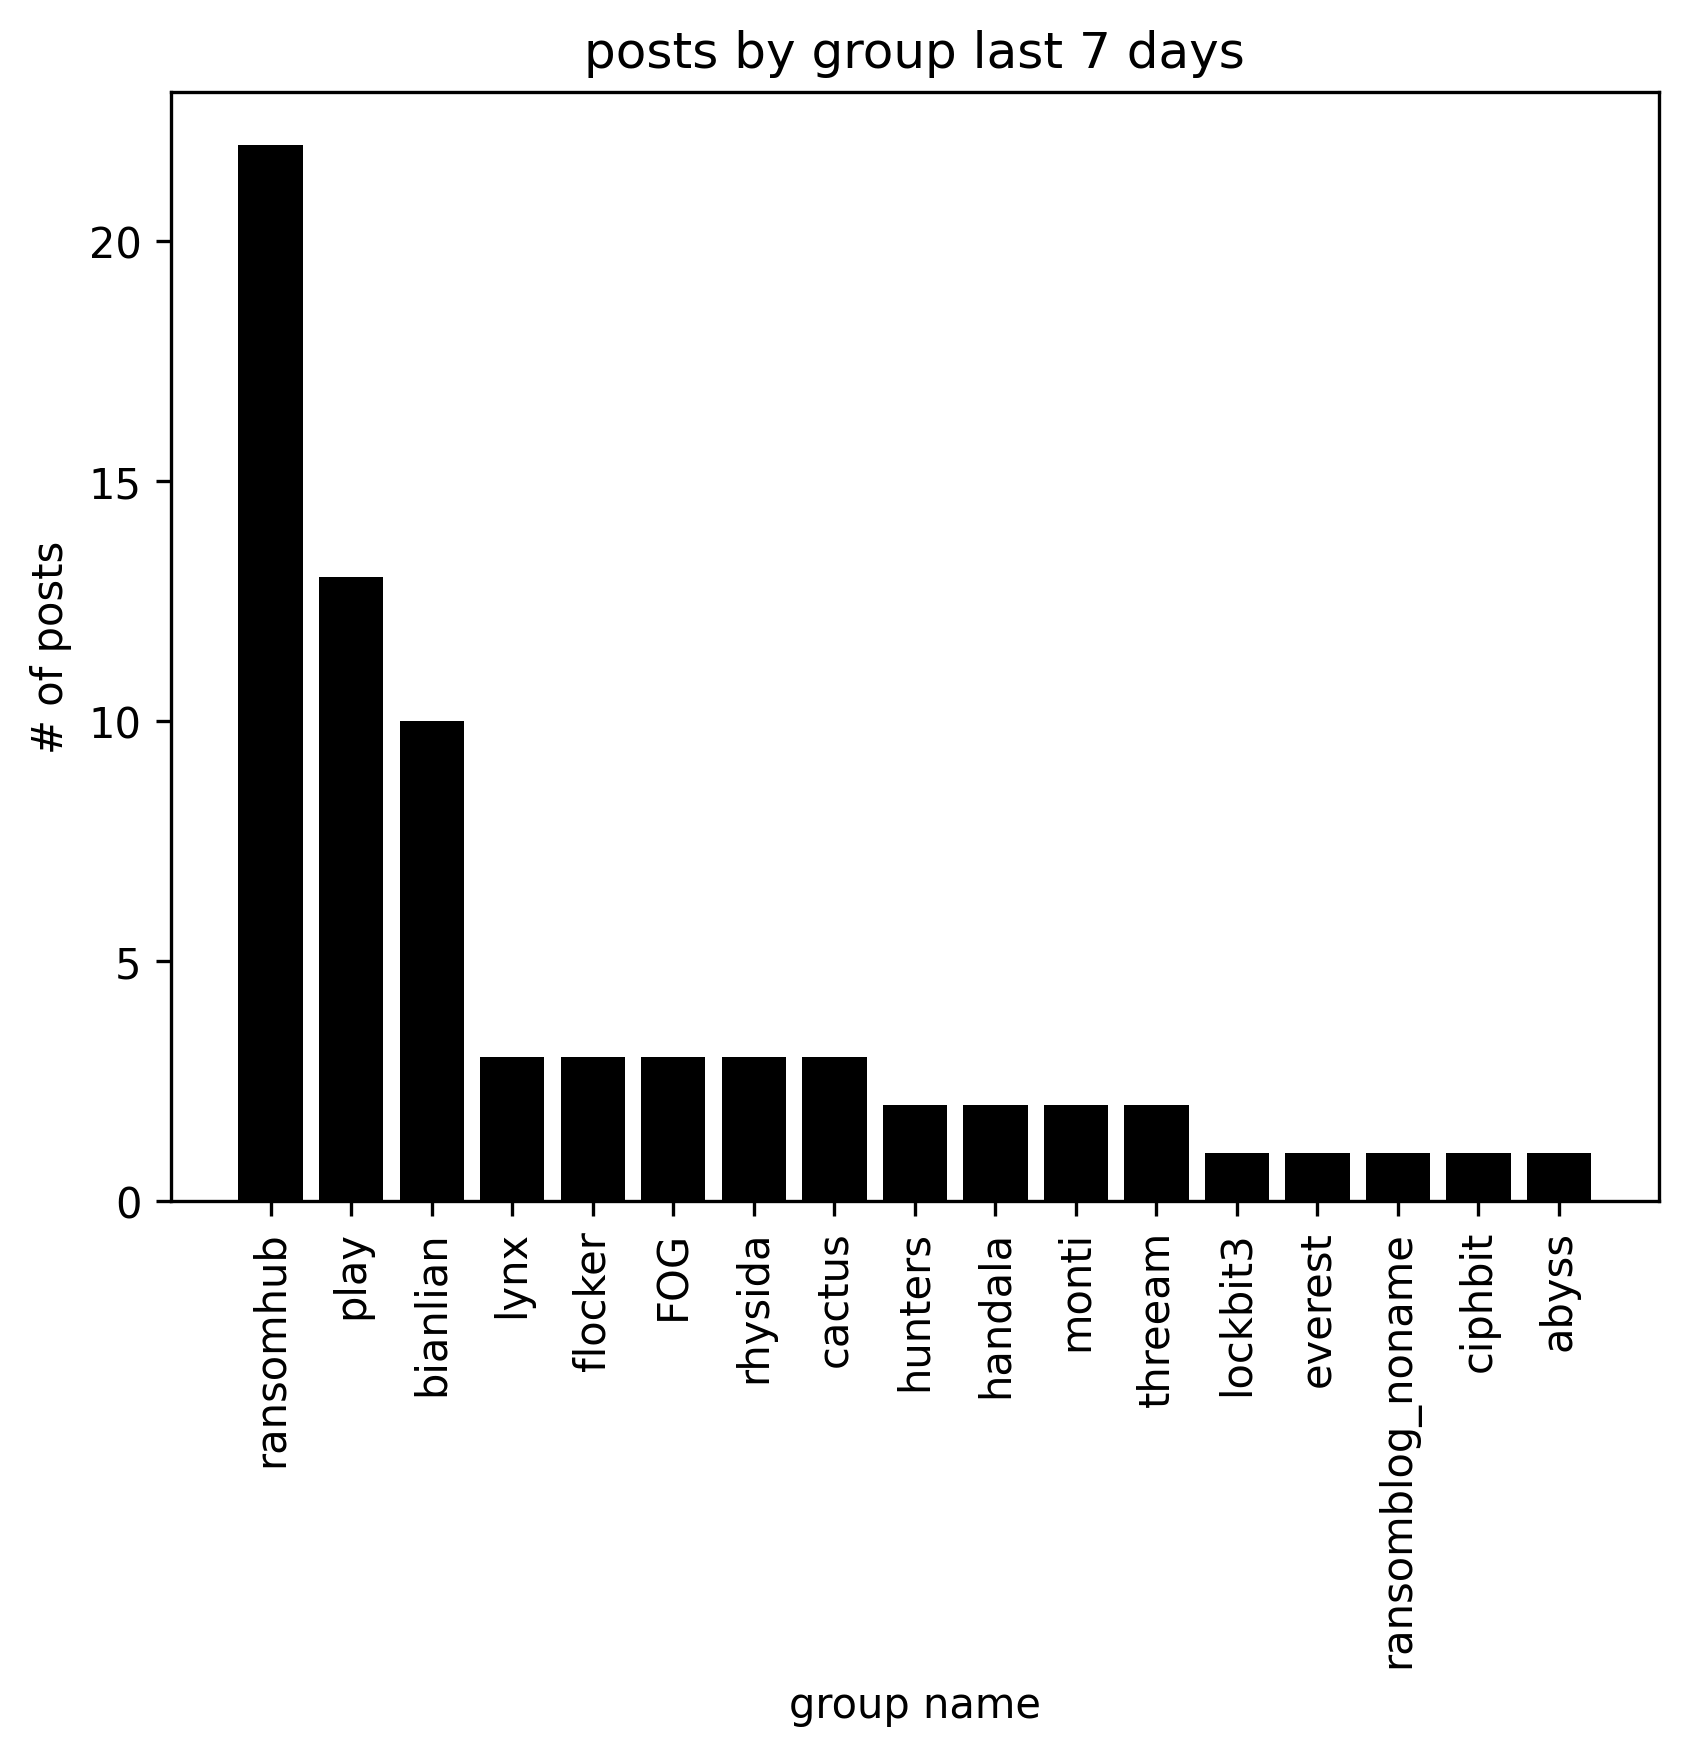 posts by group last 7 days
# of posts
20
15
10
5
0
ransomhub
play
bianlian
lynx
flocker
FOG
rhysida
cactus
hunters
handala
monti
threeam
lockbit3
everest
ransomblog_noname
ciphbit
abyss
group name